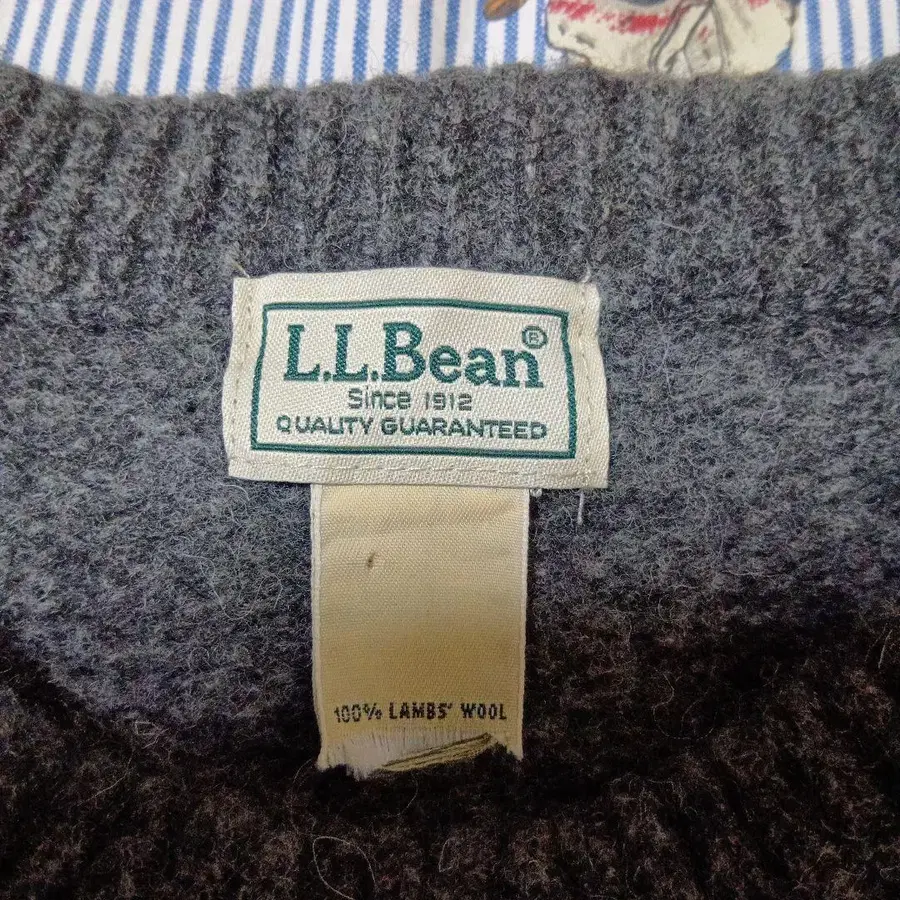 L.L.Bean®
Since 1912
QUALITY GUARANTEED
100% LAMBS' WOOL